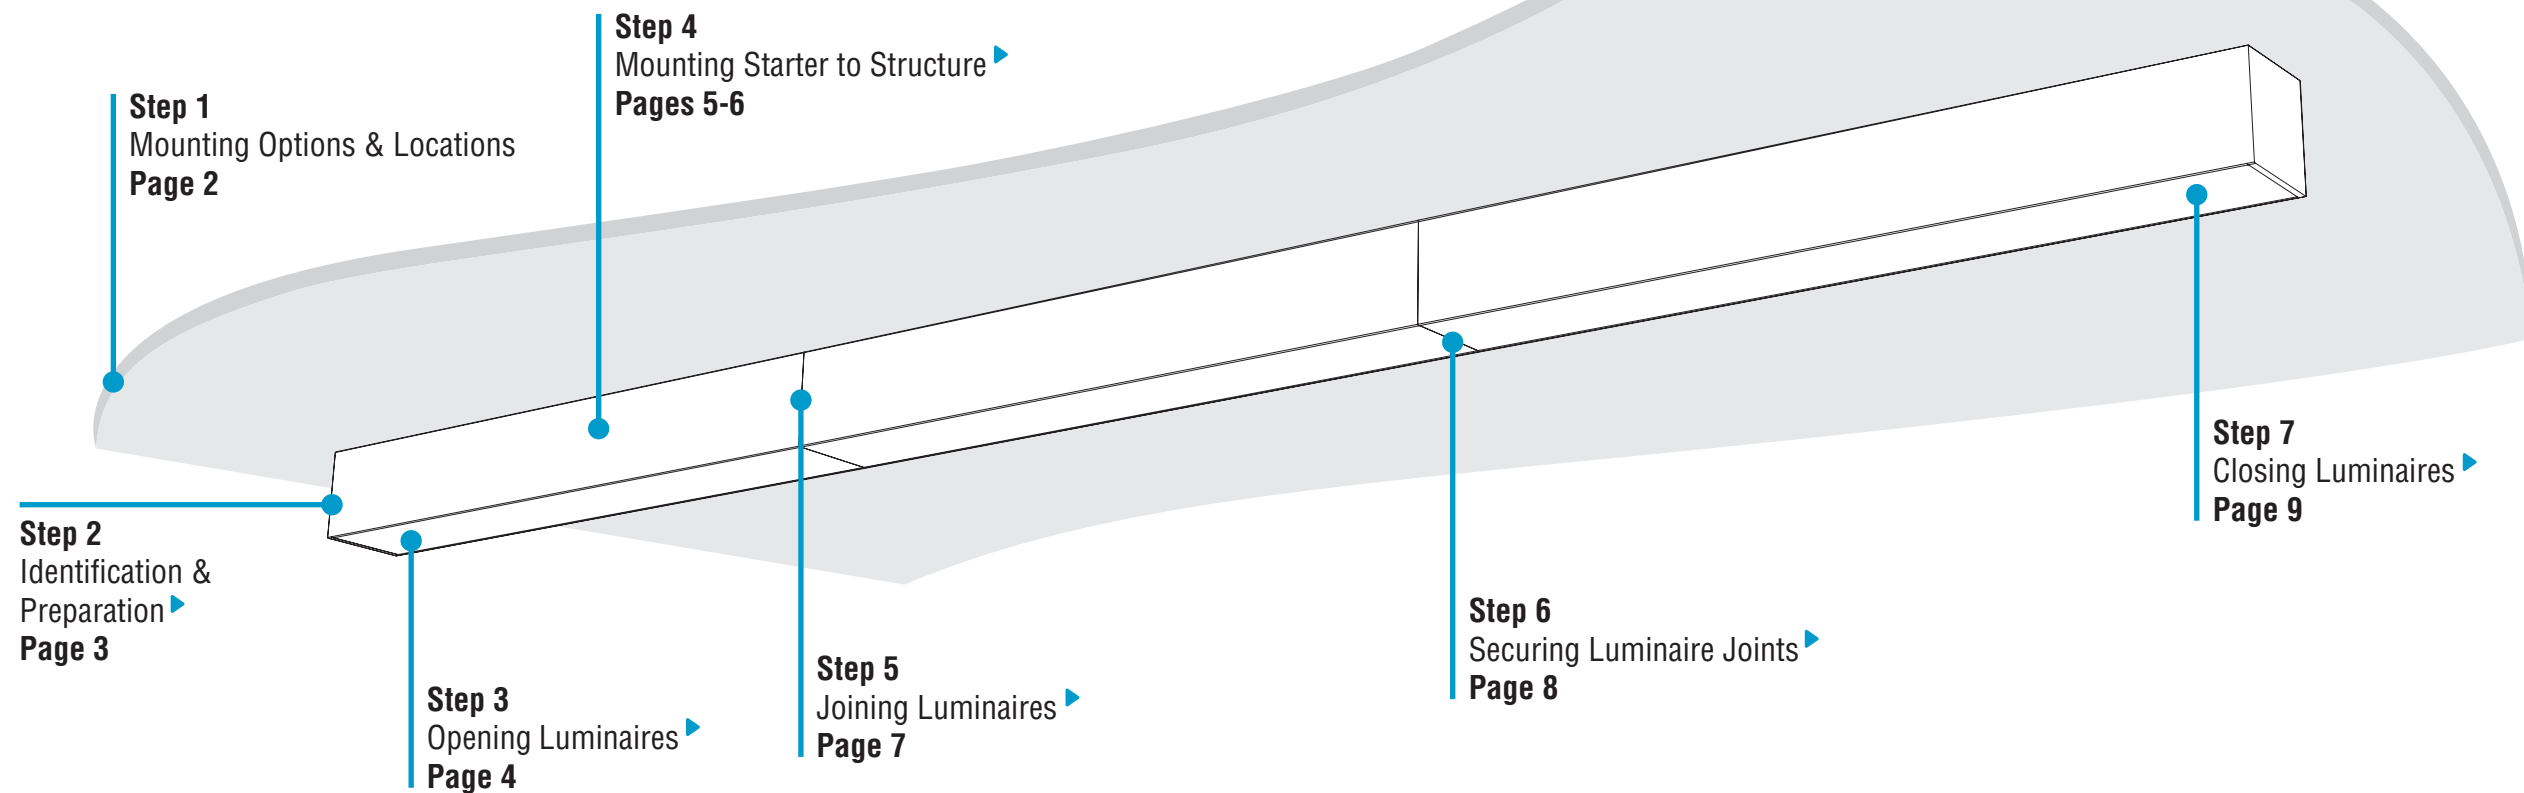 Step 1
Mounting Options & Locations
Page 2
Step 2
Identification &
Preparation
Page 3
Step 3
Opening Luminaires
Page 4
Step 4
Mounting Starter to Structure
Pages 5-6
Step 5
Joining Luminaires
Page 7
Step 6
Securing Luminaire Joints
Page 8
Step 7
Closing Luminaires
Page 9